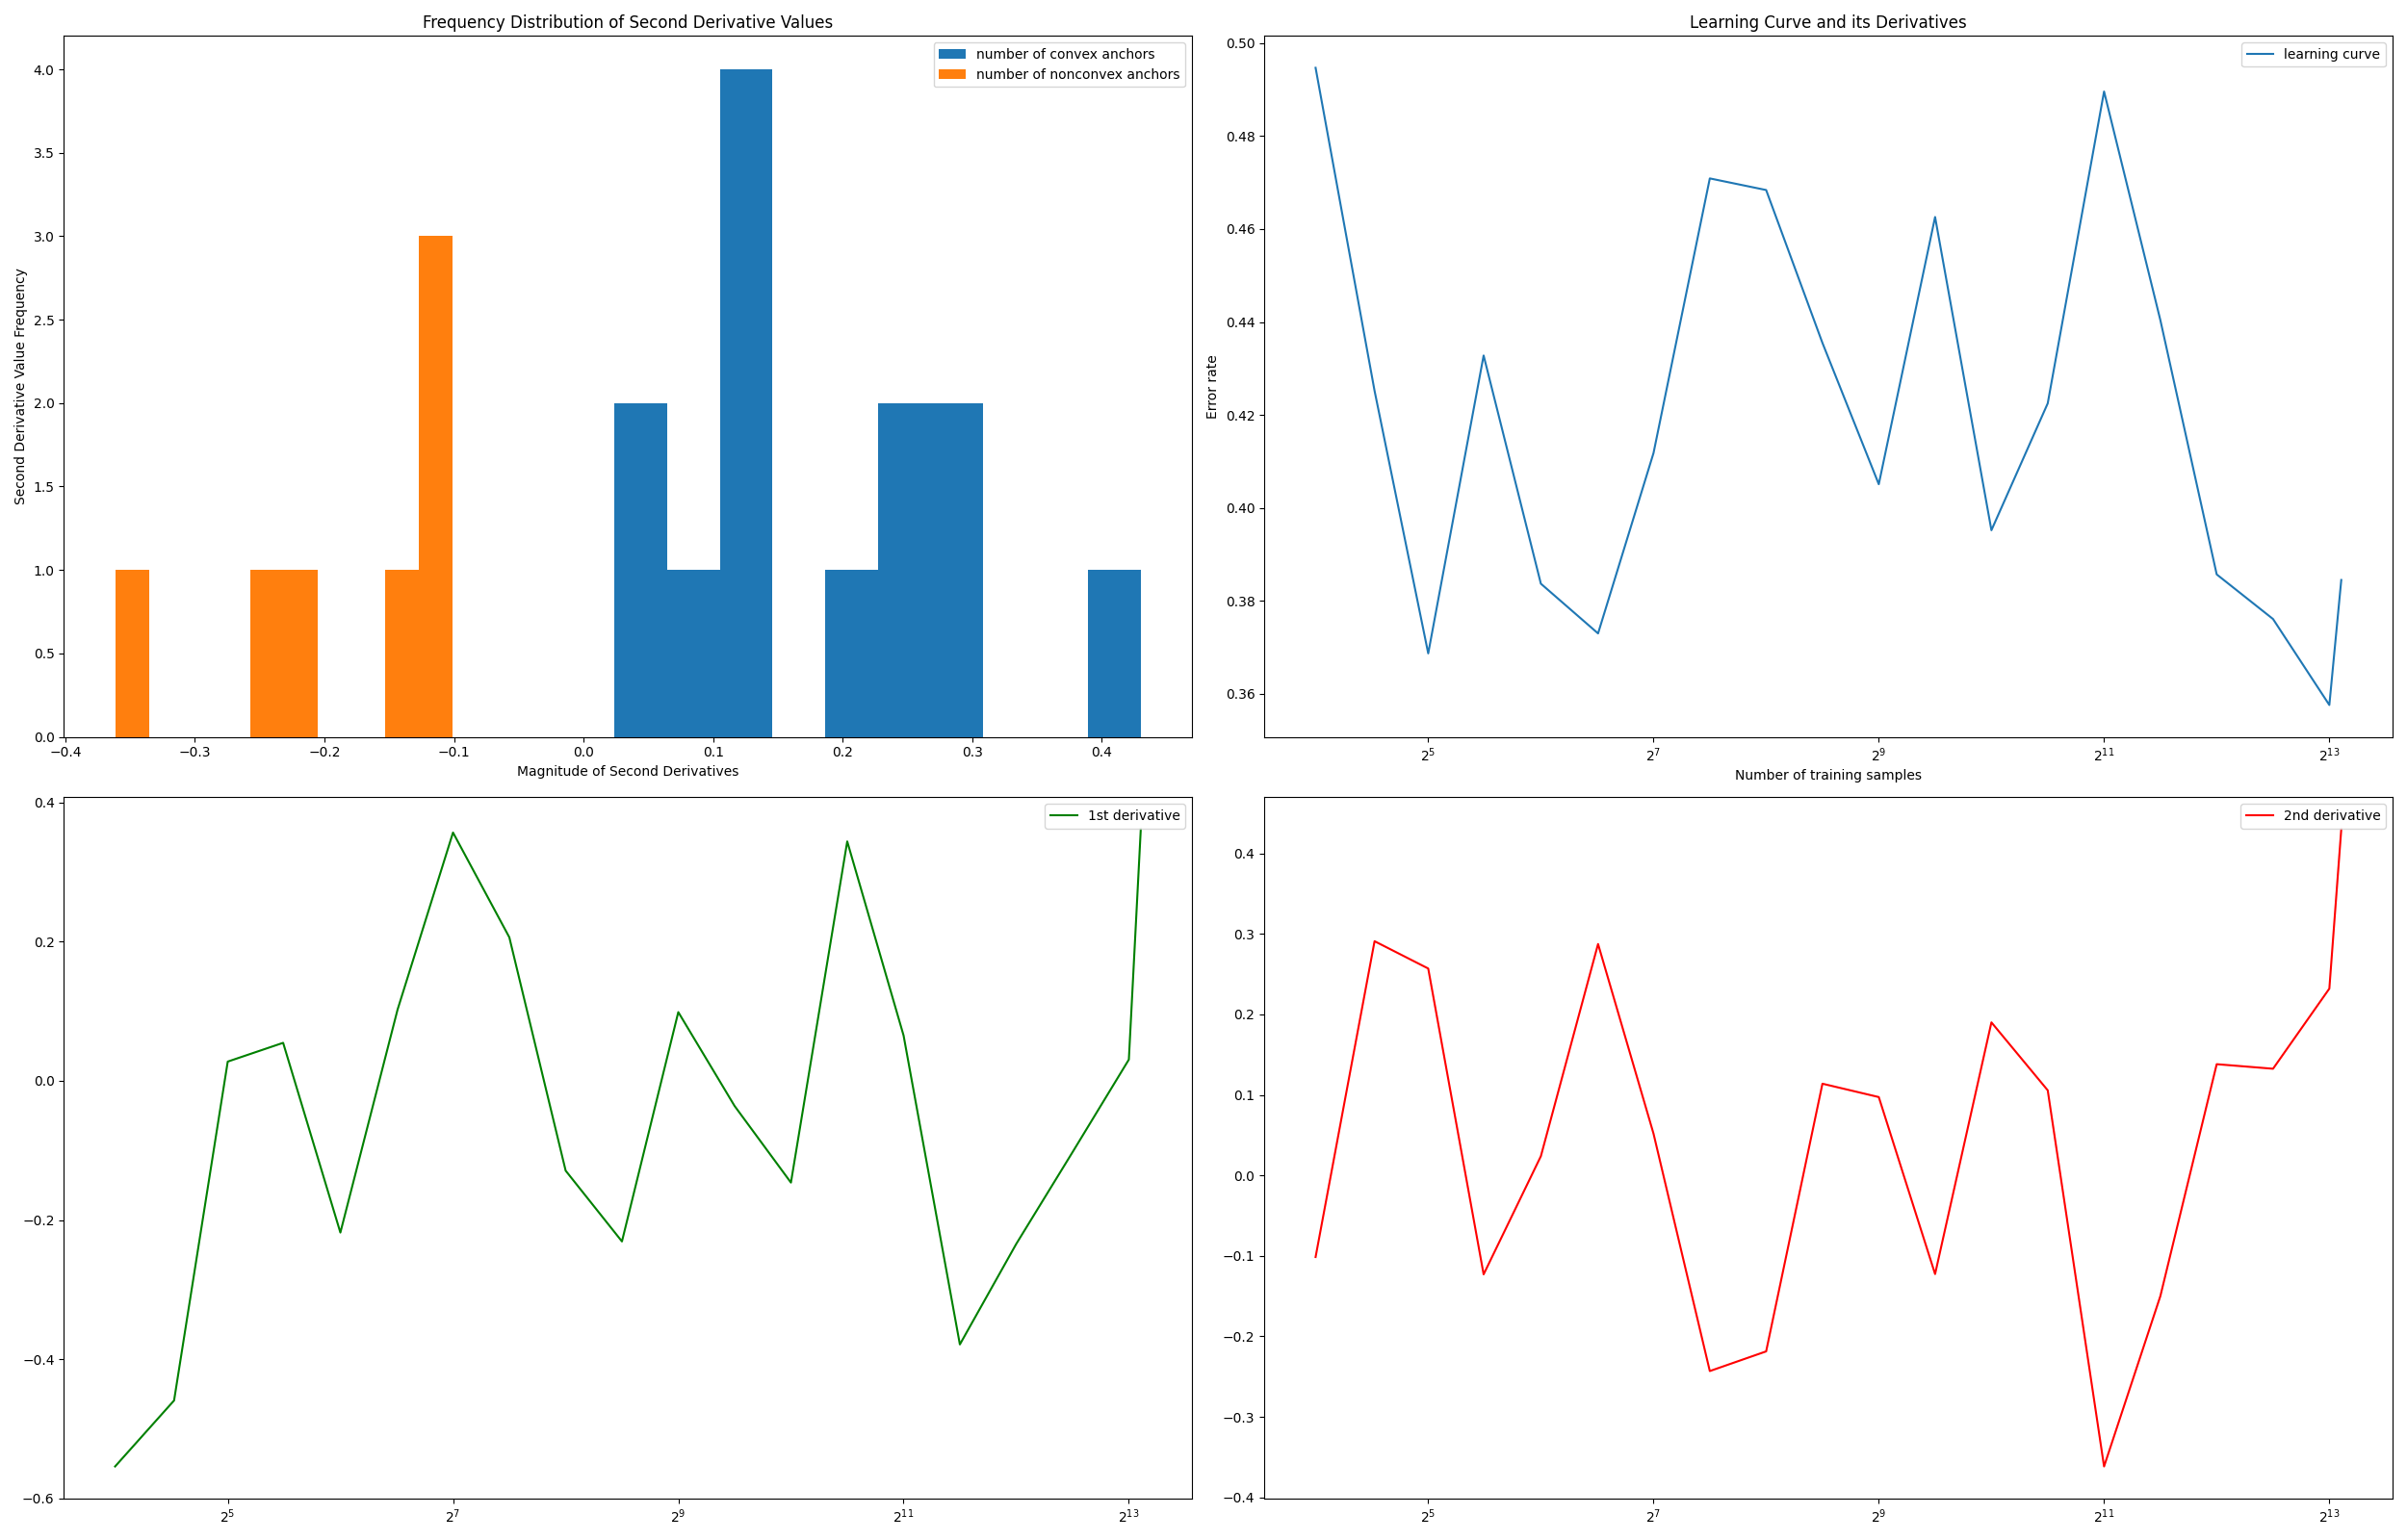 Frequency Distribution of Second Derivative Values
number of convex anchors
number of nonconvex anchors
4.0
3.5
3.0
2.5
2.0
1.5
1.0
0.5
0.0
Second Derivative Value Frequency
−0.4 −0.3 −0.2 −0.1 0.0 0.1 0.2 0.3 0.4
Magnitude of Second Derivatives
Learning Curve and its Derivatives
learning curve
0.50
0.48
0.46
0.44
0.42
0.40
0.38
0.36
Error rate
2^5 2^7 2^9 2^11 2^13
Number of training samples
1st derivative
0.4
0.2
0.0
−0.2
−0.4
−0.6
2^5 2^7 2^9 2^11 2^13
2nd derivative
0.4
0.3
0.2
0.1
0.0
−0.1
−0.2
−0.3
−0.4
2^5 2^7 2^9 2^11 2^13